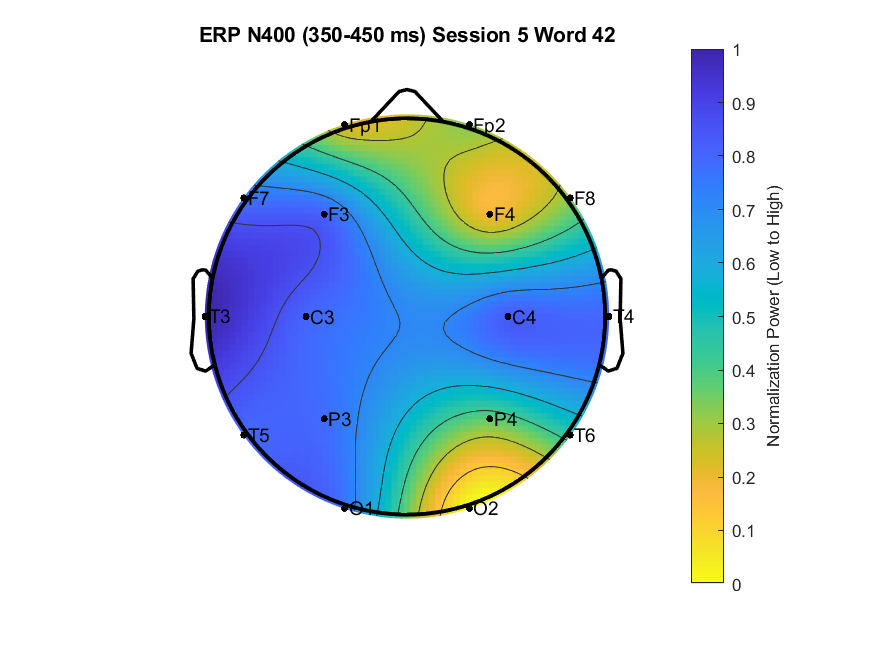 ERP N400 (350-450 ms) Session 5 Word 42
Fp1 Fp2
F7 F8
F3 F4
T3 C3 C4 T4
P3 P4
T5 T6
O1 O2
1
0.9
0.8
0.7
0.6
0.5
0.4
0.3
0.2
0.1
0
Normalization Power (Low to High)